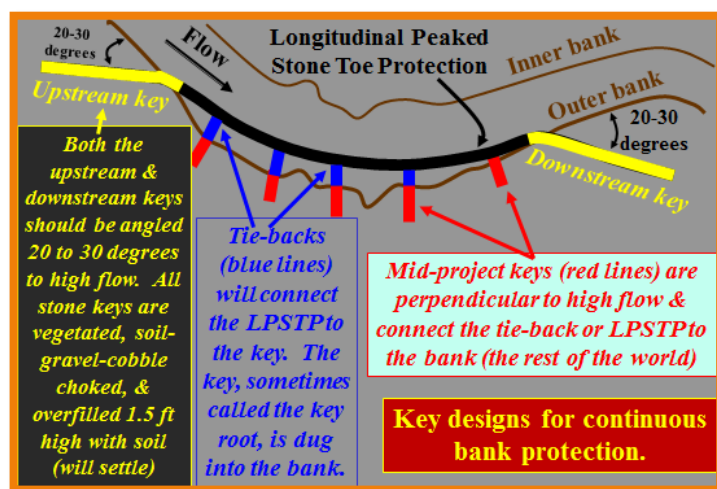 20-30
degrees
Flow
Longitudinal Peaked
Stone Toe Protection
Inner bank
Outer bank
20-30
degrees
Upstream key
Downstream key
Both the
upstream &
downstream keys
should be angled
20 to 30 degrees
to high flow.  All
stone keys are
vegetated, soil-
gravel-cobble
choked, &
overfilled 1.5 ft
high with soil
(will settle)
Tie-backs
(blue lines)
will connect
the LPSTP to
the key.  The
key, sometimes
called the key
root, is dug
into the bank.
Mid-project keys (red lines) are
perpendicular to high flow &
connect the tie-back or LPSTP to
the bank (the rest of the world)
Key designs for continuous
bank protection.